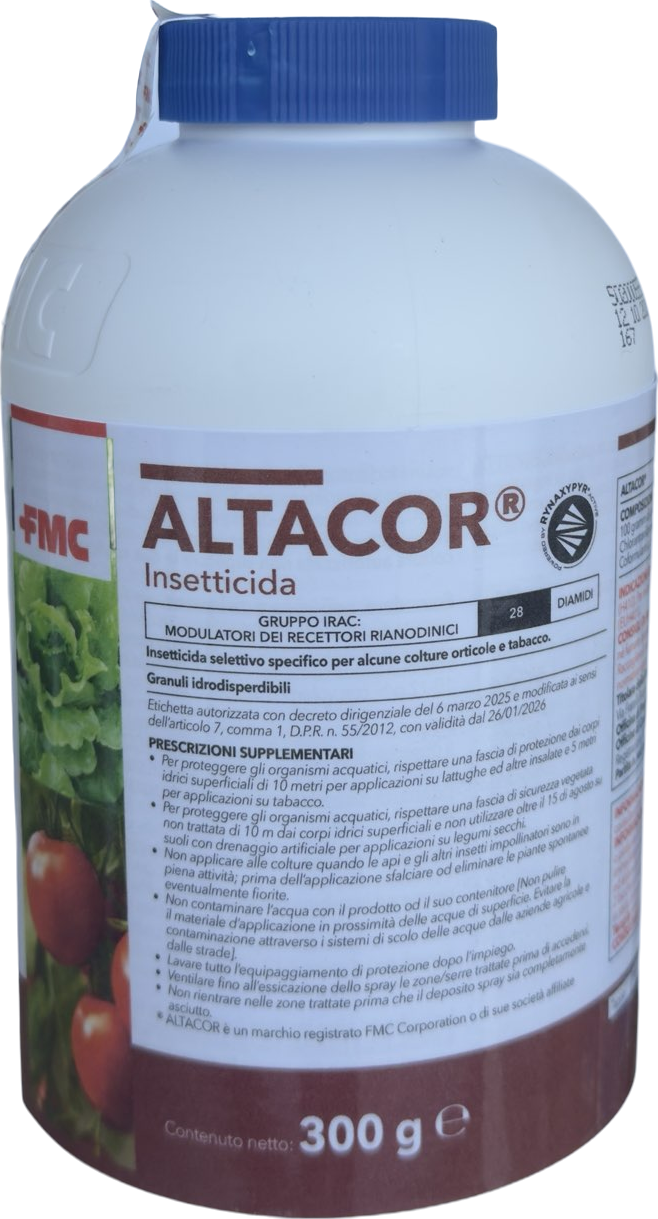 12 10
167
FMC
ALTACOR®
POWERED BY RYNAXYPYR® ACTIVE
Insetticida
GRUPPO IRAC:
MODULATORI DEI RECETTORI RIANODINICI
28
DIAMIDI
Insetticida selettivo specifico per alcune colture orticole e tabacco.
Granuli idrodisperdibili
Etichetta autorizzata con decreto dirigenziale del 6 marzo 2025 e modificata ai sensi
dell'articolo 7, comma 1, D.P.R. n. 55/2012, con validità dal 26/01/2026
PRESCRIZIONI SUPPLEMENTARI
• Per proteggere gli organismi acquatici, rispettare una fascia di protezione dai corpi
idrici superficiali di 10 metri per applicazioni su lattughe ed altre insalate e 5 metri
per applicazioni su tabacco.
• Per proteggere gli organismi acquatici, rispettare una fascia di sicurezza vegetata
non trattata di 10 m dai corpi idrici superficiali e non utilizzare oltre il 15 di agosto su
suoli con drenaggio artificiale per applicazioni su legumi secchi.
• Non applicare alle colture quando le api e gli altri insetti impollinatori sono in
piena attività; prima dell'applicazione sfalciare od eliminare le piante spontanee
eventualmente fiorite.
• Non contaminare l'acqua con il prodotto od il suo contenitore [Non pulire
il materiale d'applicazione in prossimità delle acque di superficie. Evitare la
contaminazione attraverso i sistemi di scolo delle acque dalle aziende agricole e
dalle strade].
• Lavare tutto l'equipaggiamento di protezione dopo l'impiego.
• Ventilare fino all'essicazione dello spray le zone/serre trattate prima di accedervi.
• Non rientrare nelle zone trattate prima che il deposito spray sia completamente
asciutto.
® ALTACOR è un marchio registrato FMC Corporation o di sue società affiliate
Contenuto netto: 300 g ℮
ALTACOR®